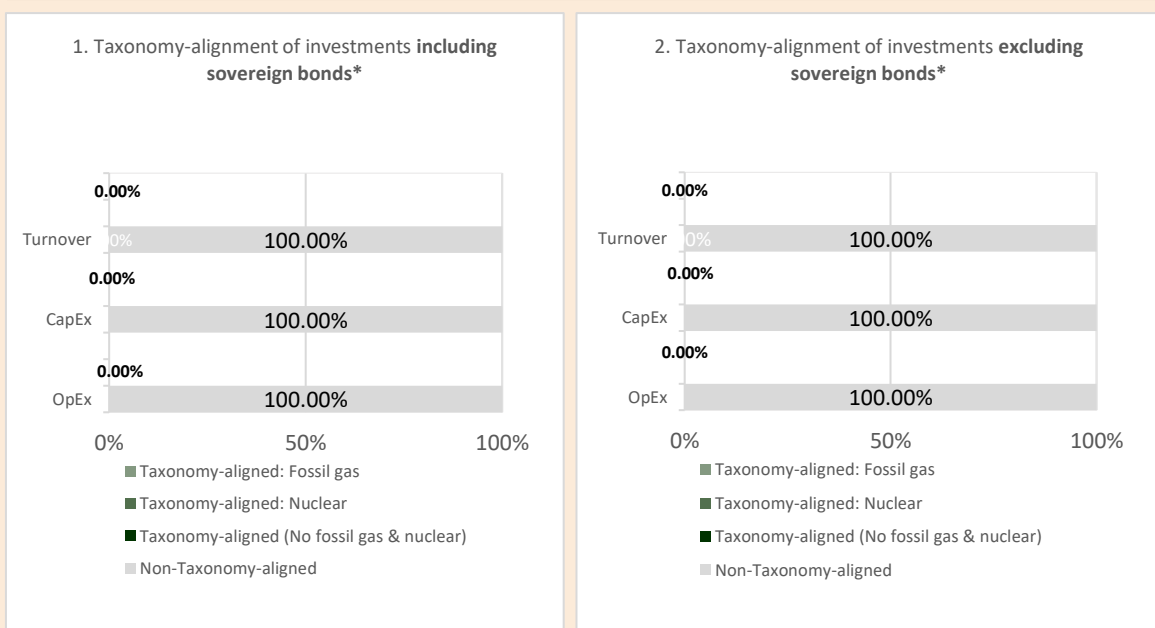 1. Taxonomy-alignment of investments including
sovereign bonds*
0.00%
Turnover 00% 100.00%
0.00%
CapEx 100.00%
0.00%
OpEx 100.00%
0% 50% 100%
Taxonomy-aligned: Fossil gas
Taxonomy-aligned: Nuclear
Taxonomy-aligned (No fossil gas & nuclear)
Non-Taxonomy-aligned
2. Taxonomy-alignment of investments excluding
sovereign bonds*
0.00%
Turnover 00% 100.00%
0.00%
CapEx 100.00%
0.00%
OpEx 100.00%
0% 50% 100%
Taxonomy-aligned: Fossil gas
Taxonomy-aligned: Nuclear
Taxonomy-aligned (No fossil gas & nuclear)
Non-Taxonomy-aligned